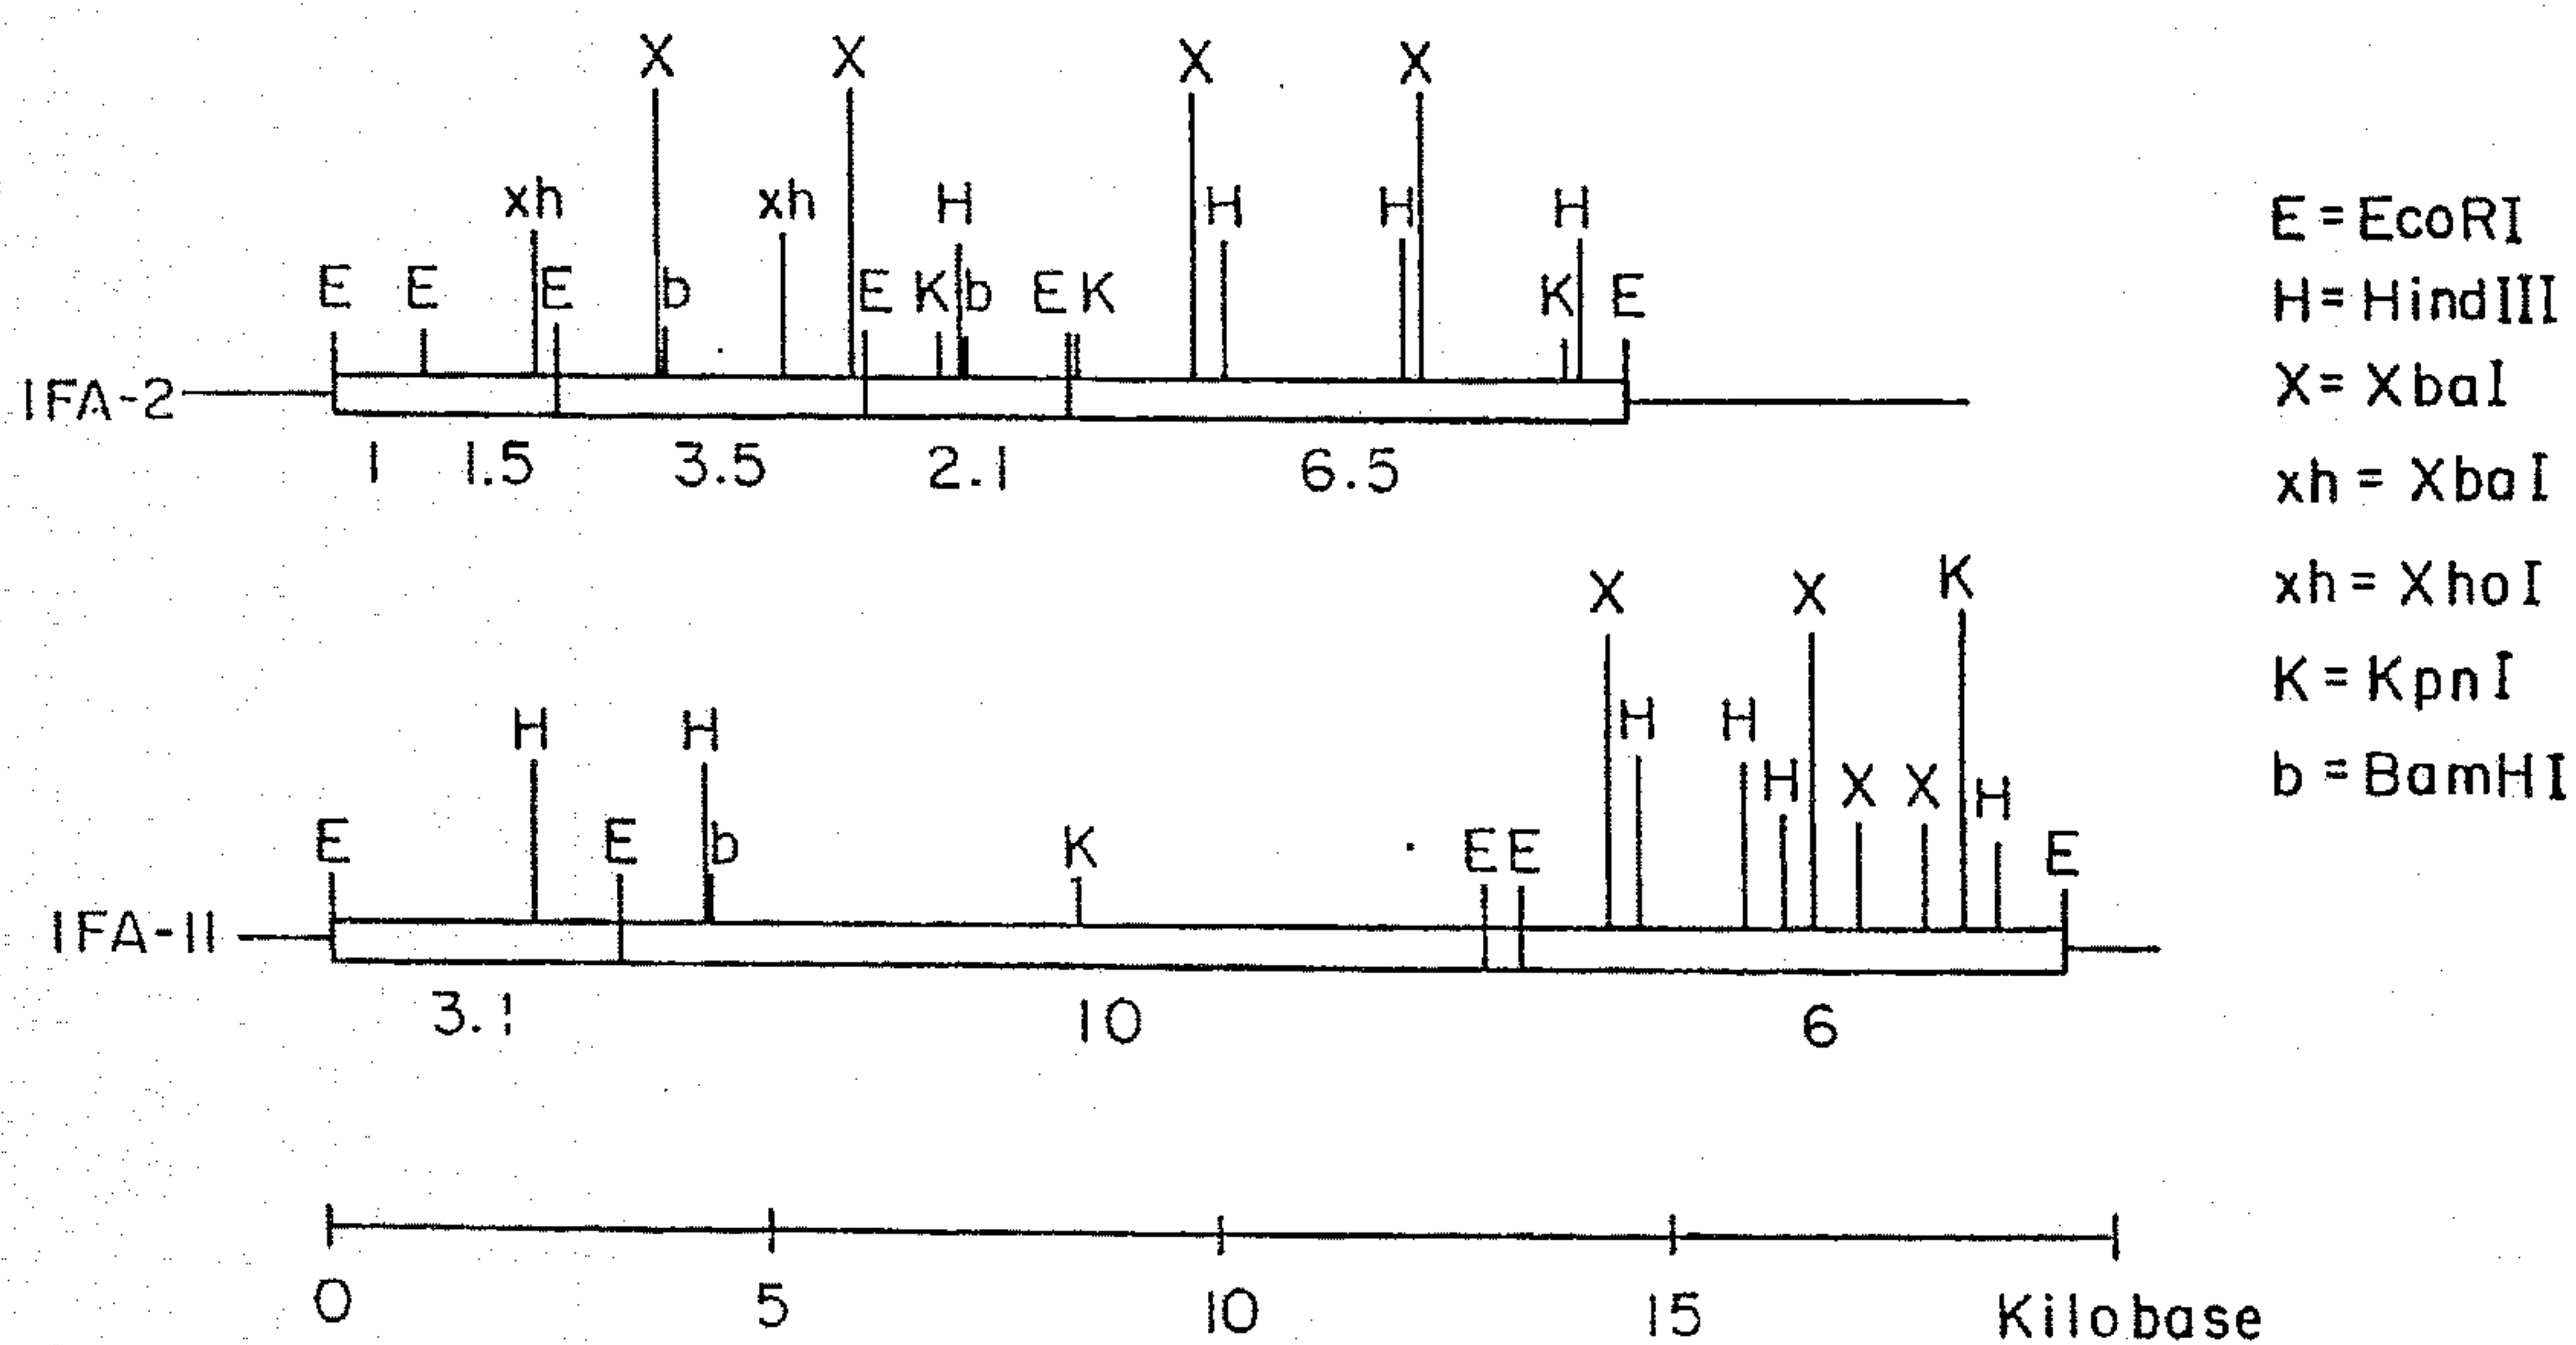 X X X X
xh xh H H H H
E E E b E K b E K K E
IFA-2
1 1.5 3.5 2.1 6.5
E = EcoRI
H = HindIII
X = XbaI
xh = XbaI
xh = XhoI
K = KpnI
b = BamHI
X X K
H H H H
H X X H
E E b K E E E
IFA-11
3.1 10 6
0 5 10 15 Kilobase